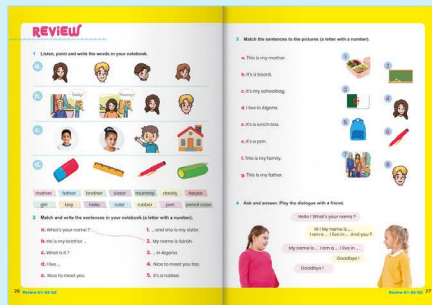 REVIEW
1 Listen, point and write the words in your notebook.
a.
b.
Daddy!
Mommy!
c.
d.
mother father brother sister mummy daddy house
girl boy hello ruler rubber pen pencil case
2 Match and write the sentences in your notebook (a letter with a number).
a. What's your name?
b. He is my brother ...
c. What is it?
d. I live ...
e. Nice to meet you.
1. ... and she is my sister.
2. My name is Sarah.
3. ... in Algeria.
4. Nice to meet you too.
5. It's a rubber.
26 Review
3 Match the sentences to the pictures (a letter with a number).
a. This is my mother.
b. It's a board.
c. It's my schoolbag.
d. I live in Algeria.
e. It's a lunch box.
e. It's a pen.
f. This is my family.
g. This is my father.
1
2
3
4
5
6
7
8
4 Ask and answer. Play the dialogue with a friend.
Hello! What's your name?
Hi! My name is ...
I am a ... I live in ... And you?
My name is ... I am a ... I live in ...
Goodbye!
Goodbye!
Review 27